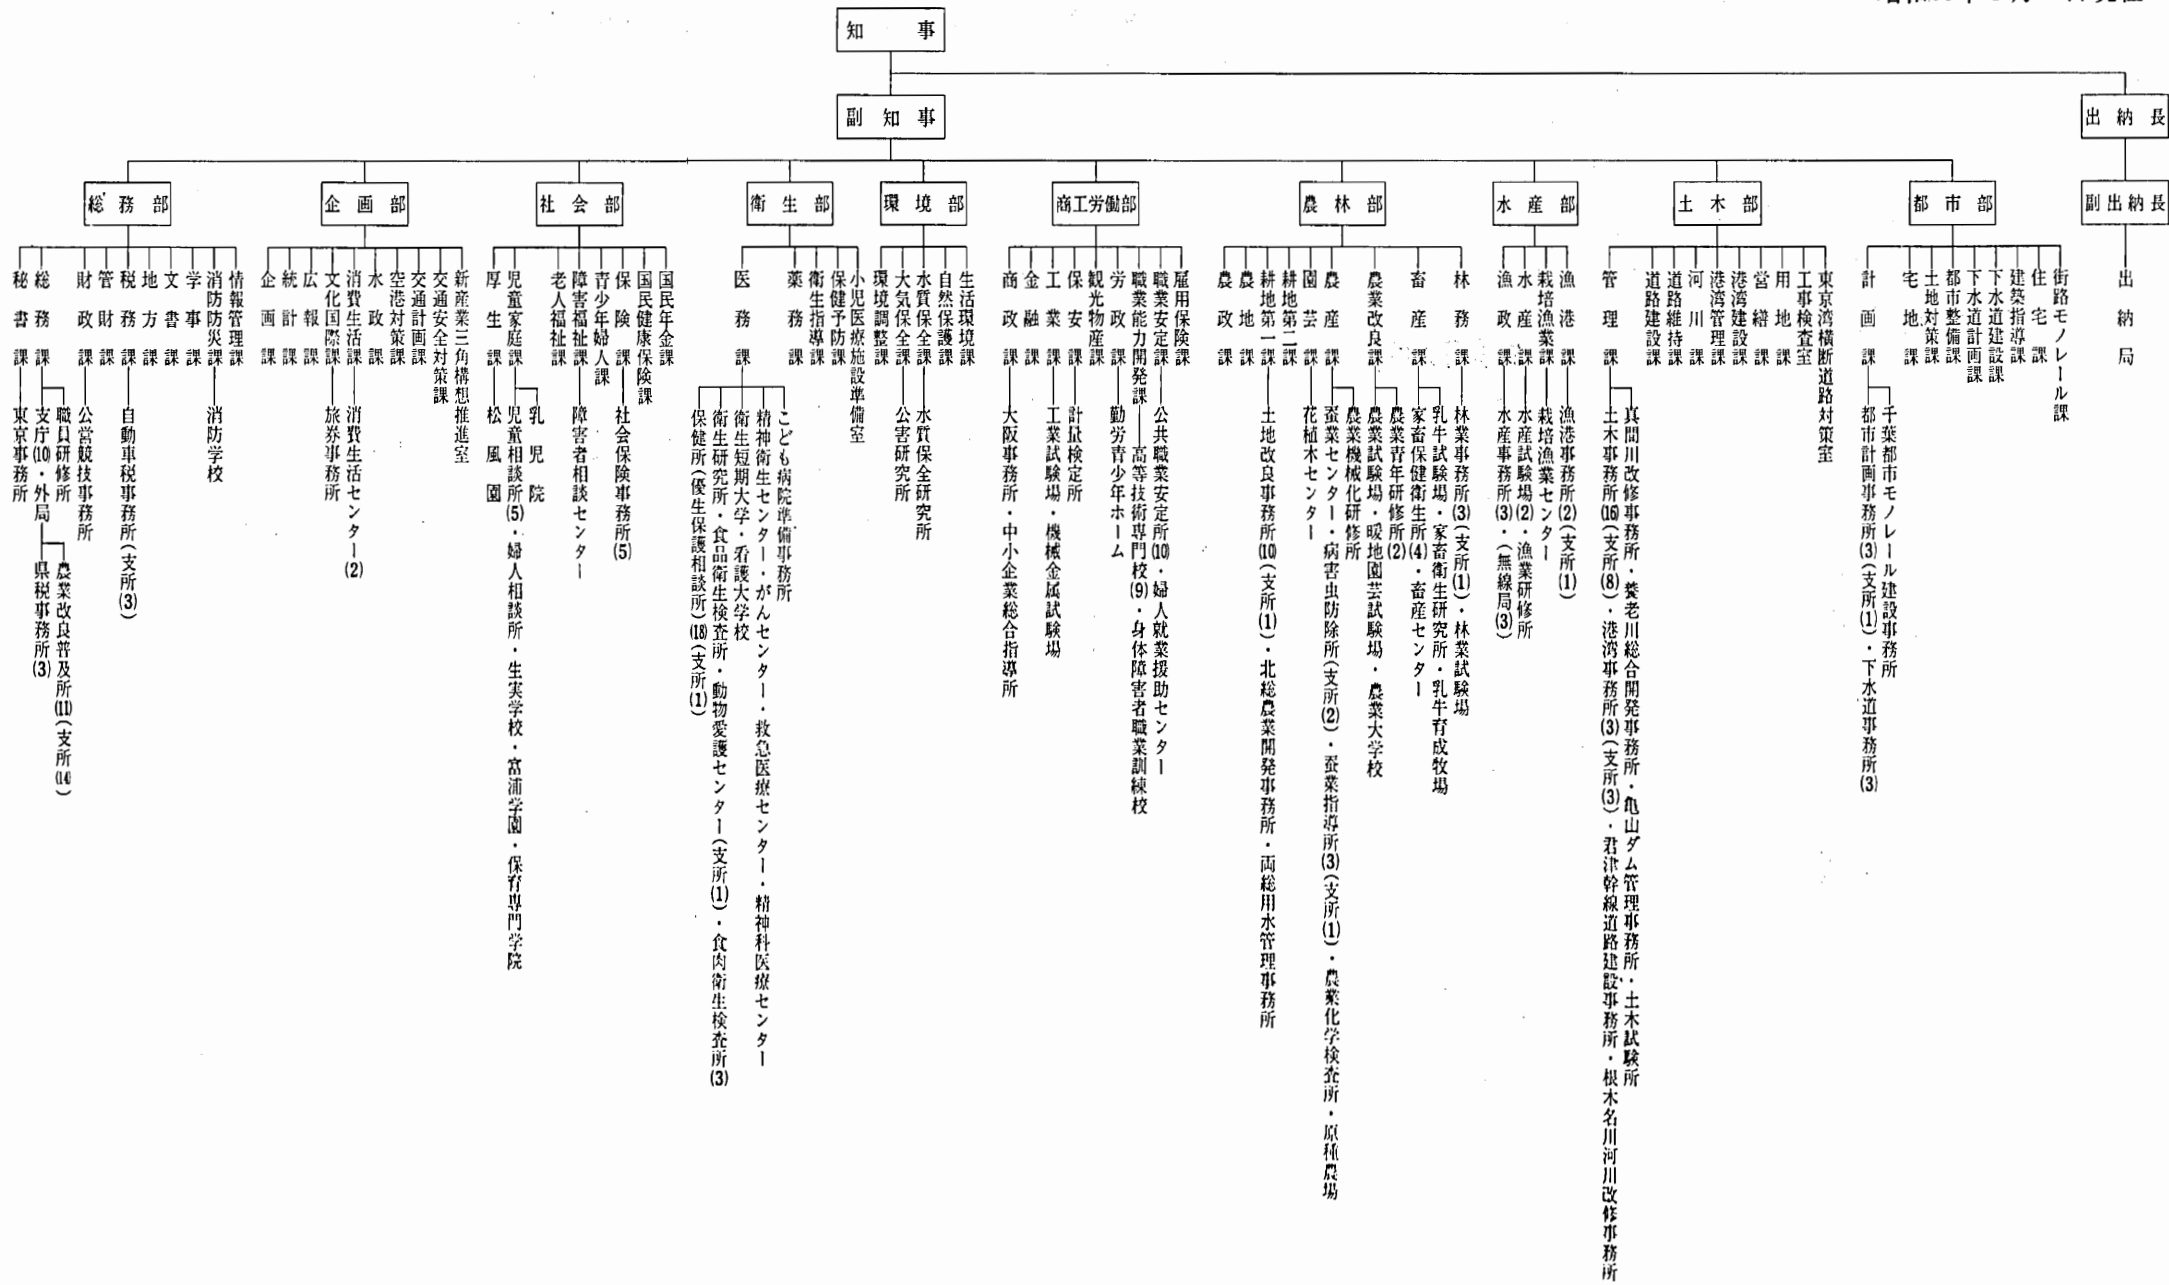 知事
副知事
出納長
副出納長
出納局
総務部
秘書課
東京事務所
総務課
支庁(10)・外局
県税事務所(3)
農業改良普及所(11)(支所(14))
職員研修所
財政課
公営競技事務所
管財課
税務課
自動車税事務所(支所(3))
地方課
文書課
学事課
消防防災課
消防学校
情報管理課
企画部
企画課
統計課
広報課
文化国際課
旅券事務所
消費生活課
消費生活センター(2)
水政課
空港対策課
交通計画課
交通安全対策課
新産業三角構想推進室
社会部
厚生課
松風園
児童家庭課
児童相談所(5)・婦人相談所・生実学校・富浦学園・保育専門学院
乳児院
老人福祉課
障害福祉課
障害者相談センター
青少年婦人課
保険課
社会保険事務所(5)
国民健康保険課
国民年金課
衛生部
医務課
保健所(優生保護相談所)(18)(支所(1))
衛生研究所・食品衛生検査所・動物愛護センター(支所(1))・食肉衛生検査所(3)
衛生短期大学・看護大学校
精神衛生センター・がんセンター・救急医療センター・精神科医療センター
こども病院準備事務所
薬務課
衛生指導課
保健予防課
小児医療施設準備室
環境部
環境調整課
大気保全課
公害研究所
水質保全課
水質保全研究所
自然保護課
生活環境課
商工労働部
商政課
大阪事務所・中小企業総合指導所
金融課
工業課
工業試験場・機械金属試験場
保安課
計量検定所
観光物産課
労政課
勤労青少年ホーム
職業能力開発課
高等技術専門校(9)・身体障害者職業訓練校
職業安定課
公共職業安定所(10)・婦人就業援助センター
雇用保険課
農林部
農政課
農地課
耕地第一課
土地改良事務所(10)(支所(1))・北総農業開発事務所・両総用水管理事務所
耕地第二課
園芸課
花植木センター
農産課
蚕業センター・病害虫防除所(支所(2))・蚕業指導所(3)(支所(1))・農業化学検査所・原種農場
農業機械化研修所
農業改良課
農業試験場・暖地園芸試験場・農業大学校
農業青年研修所(2)
畜産課
家畜保健衛生所(4)・畜産センター
乳牛試験場・家畜衛生研究所・乳牛育成牧場
林務課
林業事務所(3)(支所(1))・林業試験場
水産部
漁政課
水産事務所(3)・(無線局(3))
水産課
水産試験場(2)・漁業研修所
栽培漁業課
栽培漁業センター
漁港課
漁港事務所(2)(支所(1))
土木部
管理課
土木事務所(16)(支所(8))・港湾事務所(3)(支所(3))・君津幹線道路建設事務所・根木名川河川改修事務所
真間川改修事務所・養老川総合開発事務所・亀山ダム管理事務所・土木試験所
道路建設課
道路維持課
河川課
港湾管理課
港湾建設課
営繕課
用地課
工事検査室
東京湾横断道路対策室
都市部
計画課
都市計画事務所(3)(支所(1))・下水道事務所(3)
千葉都市モノレール建設事務所
宅地課
土地対策課
都市整備課
下水道計画課
下水道建設課
建築指導課
住宅課
街路モノレール課